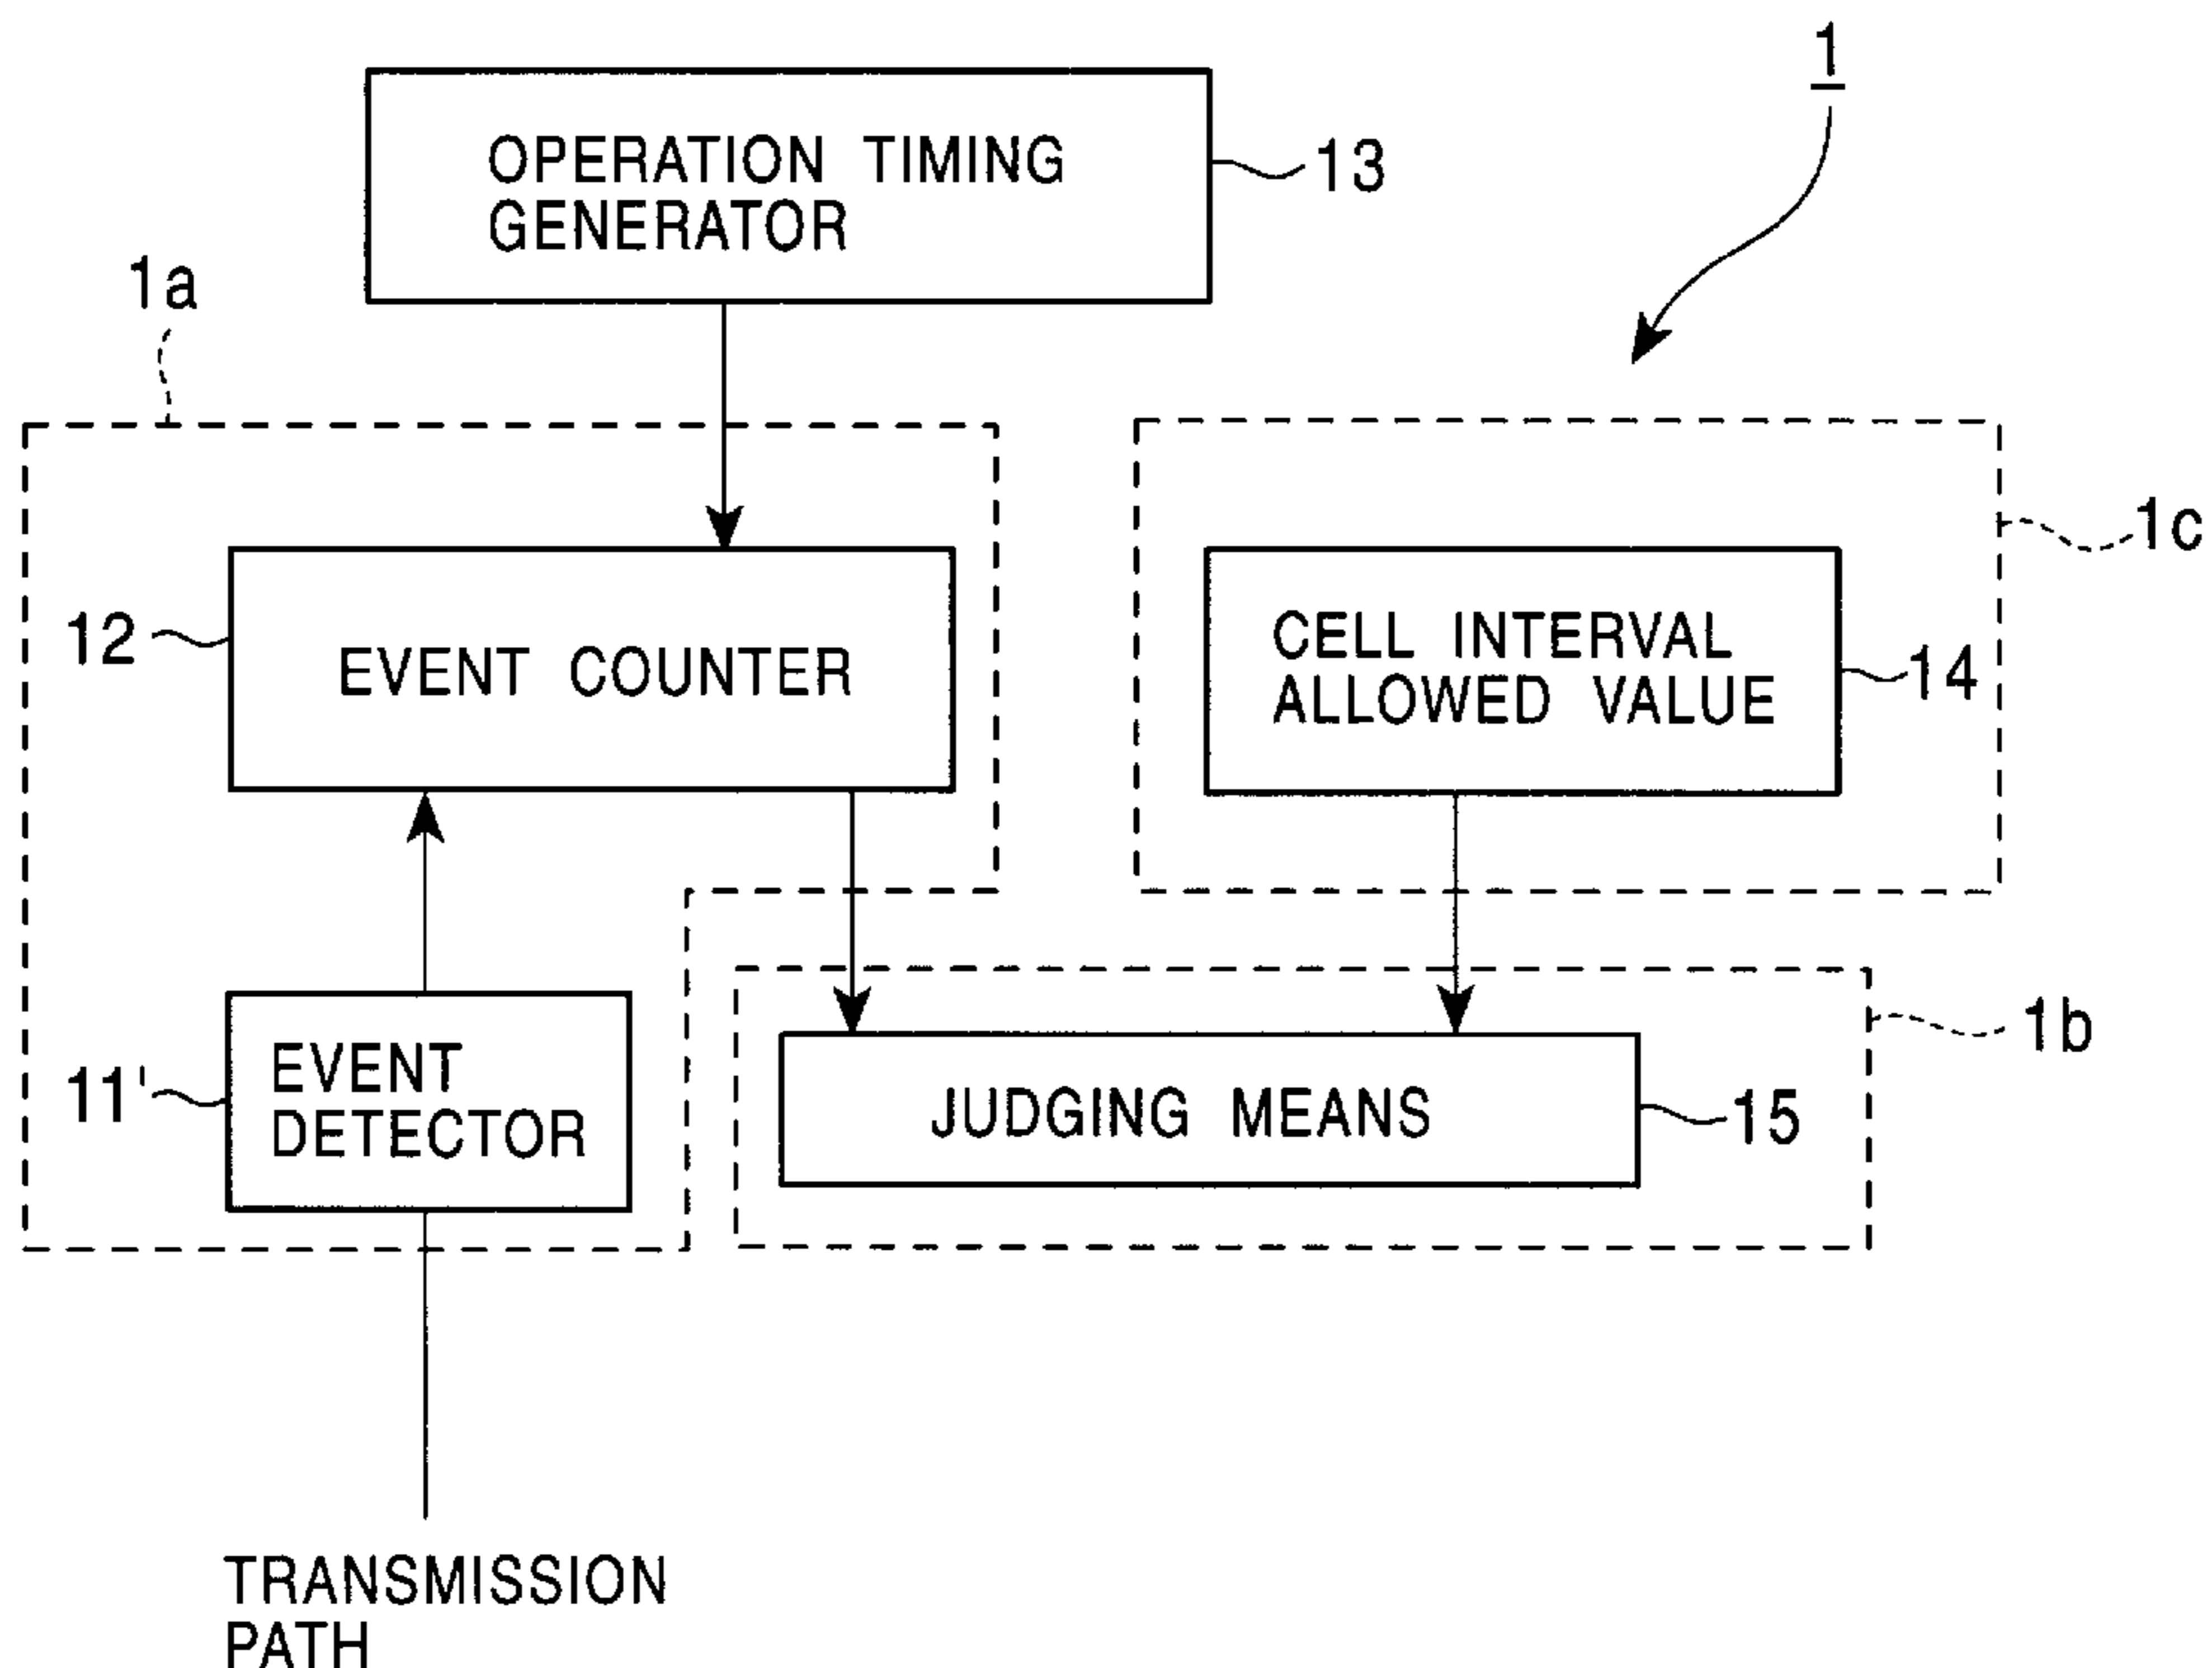 1
OPERATION TIMING
GENERATOR
13
1a
1c
12
EVENT COUNTER
CELL INTERVAL
ALLOWED VALUE
14
11'
EVENT
DETECTOR
1b
JUDGING MEANS
15
TRANSMISSION
PATH